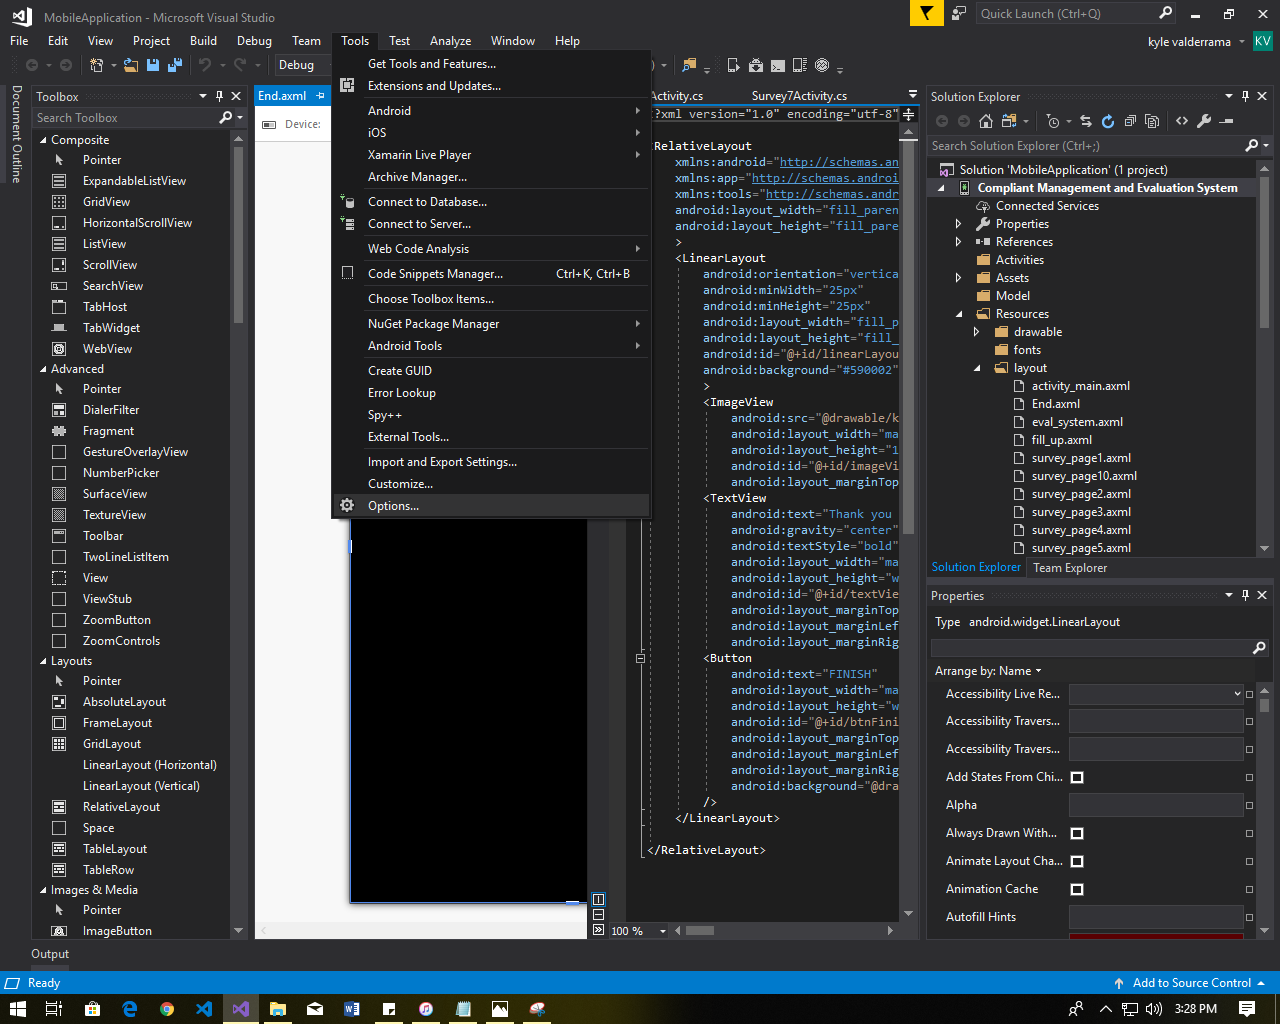 MobileApplication - Microsoft Visual Studio
Quick Launch (Ctrl+Q)
File Edit View Project Build Debug Team Tools Test Analyze Window Help
kyle valderrama KV
Debug
Document Outline
Toolbox
Search Toolbox
Composite
Pointer
ExpandableListView
GridView
HorizontalScrollView
ListView
ScrollView
SearchView
TabHost
TabWidget
WebView
Advanced
Pointer
DialerFilter
Fragment
GestureOverlayView
NumberPicker
SurfaceView
TextureView
Toolbar
TwoLineListItem
View
ViewStub
ZoomButton
ZoomControls
Layouts
Pointer
AbsoluteLayout
FrameLayout
GridLayout
LinearLayout (Horizontal)
LinearLayout (Vertical)
RelativeLayout
Space
TableLayout
TableRow
Images & Media
Pointer
ImageButton
Output
End.axml
Device:
Get Tools and Features...
Extensions and Updates...
Android
iOS
Xamarin Live Player
Archive Manager...
Connect to Database...
Connect to Server...
Web Code Analysis
Code Snippets Manager... Ctrl+K, Ctrl+B
Choose Toolbox Items...
NuGet Package Manager
Android Tools
Create GUID
Error Lookup
Spy++
External Tools...
Import and Export Settings...
Customize...
Options...
Activity.cs Survey7Activity.cs
?xml version="1.0" encoding="utf-8"
RelativeLayout
xmlns:android="http://schemas.and
xmlns:app="http://schemas.androi
xmlns:tools="http://schemas.andr
android:layout_width="fill_paren
android:layout_height="fill_pare
>
<LinearLayout
android:orientation="vertica
android:minWidth="25px"
android:minHeight="25px"
android:layout_width="fill_p
android:layout_height="fill_
android:id="@+id/linearLayou
android:background="#590002"
>
<ImageView
android:src="@drawable/k
android:layout_width="ma
android:layout_height="1
android:id="@+id/imageVi
android:layout_marginTop
<TextView
android:text="Thank you
android:gravity="center"
android:textStyle="bold"
android:layout_width="ma
android:layout_height="w
android:id="@+id/textVie
android:layout_marginTop
android:layout_marginLef
android:layout_marginRig
<Button
android:text="FINISH"
android:layout_width="ma
android:layout_height="w
android:id="@+id/btnFini
android:layout_marginTop
android:layout_marginLef
android:layout_marginRig
android:background="@dra
/>
</LinearLayout>
</RelativeLayout>
100 %
Solution Explorer
Search Solution Explorer (Ctrl+;)
Solution 'MobileApplication' (1 project)
Compliant Management and Evaluation System
Connected Services
Properties
References
Activities
Assets
Model
Resources
drawable
fonts
layout
activity_main.axml
End.axml
eval_system.axml
fill_up.axml
survey_page1.axml
survey_page10.axml
survey_page2.axml
survey_page3.axml
survey_page4.axml
survey_page5.axml
Solution Explorer Team Explorer
Properties
Type android.widget.LinearLayout
Arrange by: Name
Accessibility Live Re...
Accessibility Travers...
Accessibility Travers...
Add States From Chi...
Alpha
Always Drawn With...
Animate Layout Cha...
Animation Cache
Autofill Hints
Ready
Add to Source Control
3:28 PM